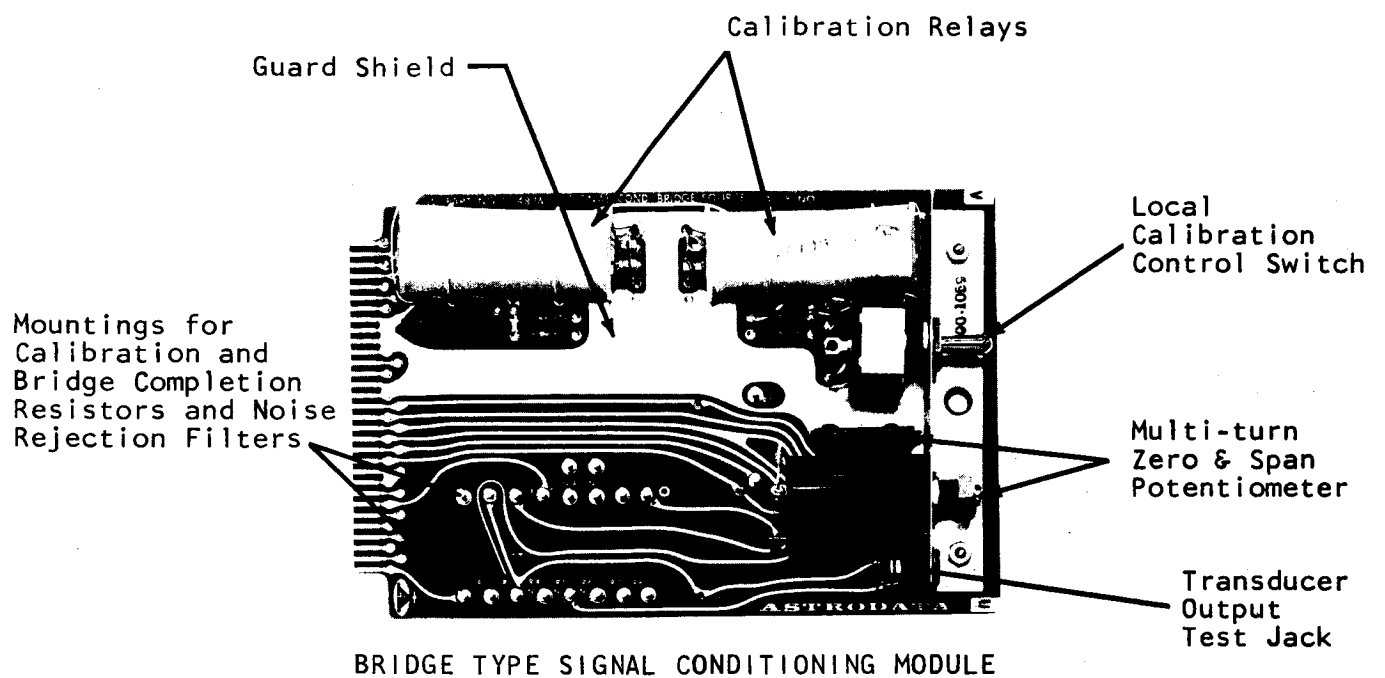 Calibration Relays
Guard Shield
Local
Calibration
Control Switch
Mountings for
Calibration and
Bridge Completion
Resistors and Noise
Rejection Filters
Multi-turn
Zero & Span
Potentiometer
Transducer
Output
Test Jack
ASTRODATA
BRIDGE TYPE SIGNAL CONDITIONING MODULE